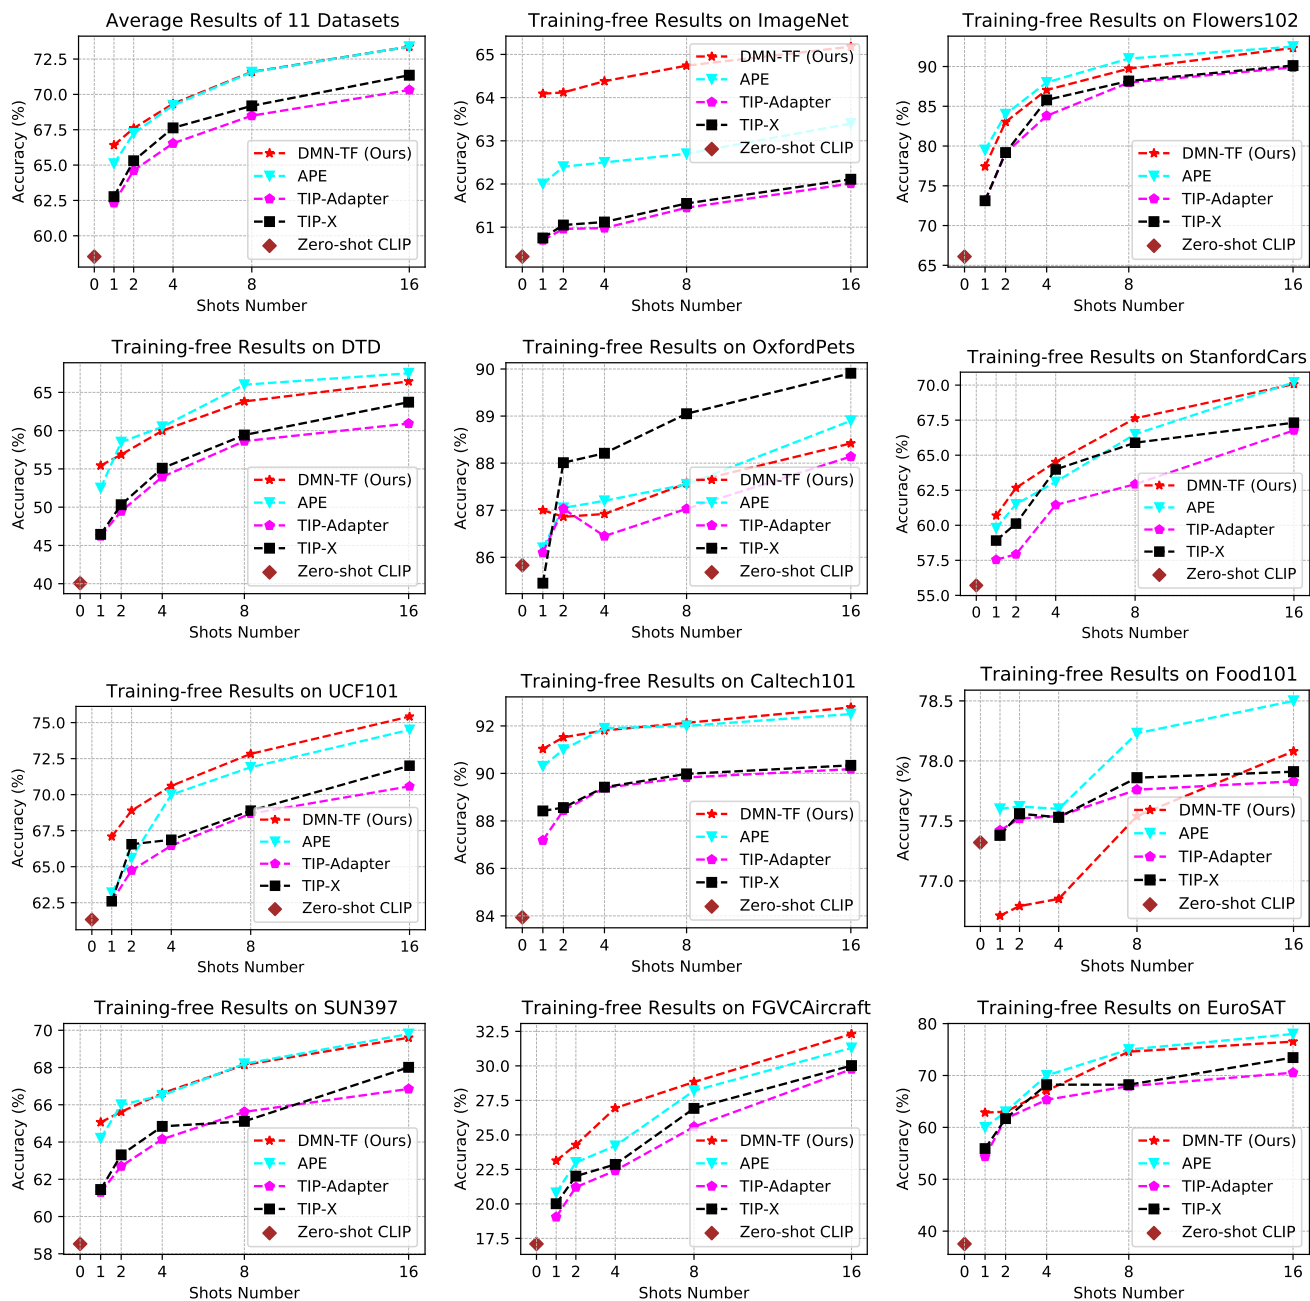 Average Results of 11 Datasets
Accuracy (%)
72.5
70.0
67.5
65.0
62.5
60.0
DMN-TF (Ours)
APE
TIP-Adapter
TIP-X
Zero-shot CLIP
0 1 2 4 8 16
Shots Number
Training-free Results on ImageNet
Accuracy (%)
65
64
63
62
61
DMN-TF (Ours)
APE
TIP-Adapter
TIP-X
Zero-shot CLIP
0 1 2 4 8 16
Shots Number
Training-free Results on Flowers102
Accuracy (%)
90
85
80
75
70
65
DMN-TF (Ours)
APE
TIP-Adapter
TIP-X
Zero-shot CLIP
0 1 2 4 8 16
Shots Number
Training-free Results on DTD
Accuracy (%)
65
60
55
50
45
40
DMN-TF (Ours)
APE
TIP-Adapter
TIP-X
Zero-shot CLIP
0 1 2 4 8 16
Shots Number
Training-free Results on OxfordPets
Accuracy (%)
90
89
88
87
86
DMN-TF (Ours)
APE
TIP-Adapter
TIP-X
Zero-shot CLIP
0 1 2 4 8 16
Shots Number
Training-free Results on StanfordCars
Accuracy (%)
70.0
67.5
65.0
62.5
60.0
57.5
55.0
DMN-TF (Ours)
APE
TIP-Adapter
TIP-X
Zero-shot CLIP
0 1 2 4 8 16
Shots Number
Training-free Results on UCF101
Accuracy (%)
75.0
72.5
70.0
67.5
65.0
62.5
DMN-TF (Ours)
APE
TIP-Adapter
TIP-X
Zero-shot CLIP
0 1 2 4 8 16
Shots Number
Training-free Results on Caltech101
Accuracy (%)
92
90
88
86
84
DMN-TF (Ours)
APE
TIP-Adapter
TIP-X
Zero-shot CLIP
0 1 2 4 8 16
Shots Number
Training-free Results on Food101
Accuracy (%)
78.5
78.0
77.5
77.0
DMN-TF (Ours)
APE
TIP-Adapter
TIP-X
Zero-shot CLIP
0 1 2 4 8 16
Shots Number
Training-free Results on SUN397
Accuracy (%)
70
68
66
64
62
60
58
DMN-TF (Ours)
APE
TIP-Adapter
TIP-X
Zero-shot CLIP
0 1 2 4 8 16
Shots Number
Training-free Results on FGVCAircraft
Accuracy (%)
32.5
30.0
27.5
25.0
22.5
20.0
17.5
DMN-TF (Ours)
APE
TIP-Adapter
TIP-X
Zero-shot CLIP
0 1 2 4 8 16
Shots Number
Training-free Results on EuroSAT
Accuracy (%)
80
70
60
50
40
DMN-TF (Ours)
APE
TIP-Adapter
TIP-X
Zero-shot CLIP
0 1 2 4 8 16
Shots Number